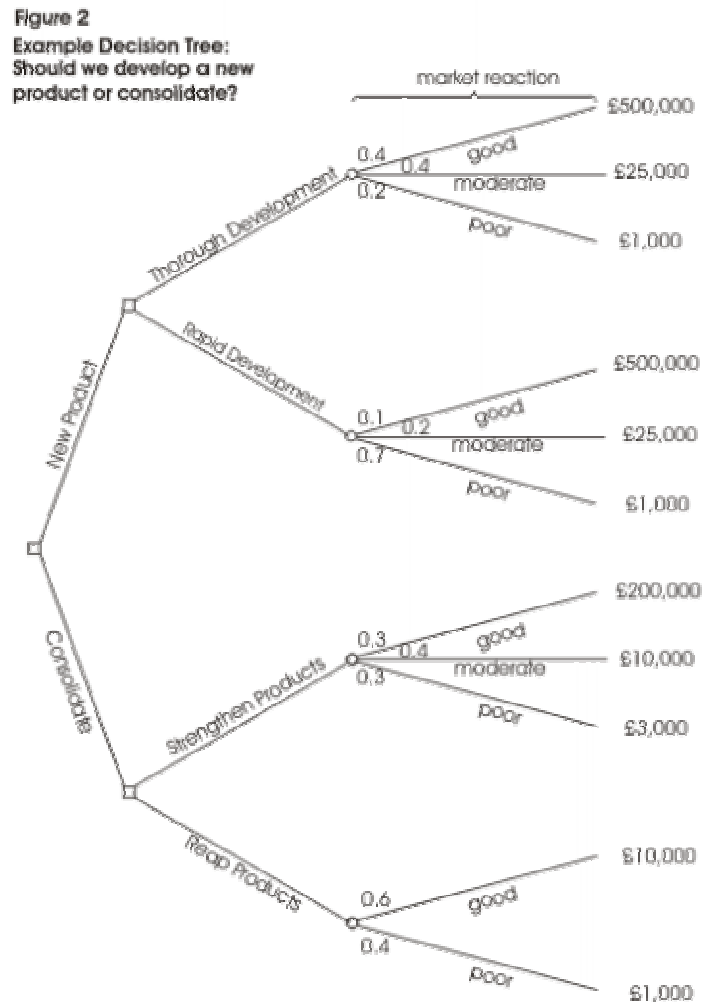 Figure 2
Example Decision Tree:
Should we develop a new
product or consolidate?
market reaction
£500,000
0.4
0.4
good
Thorough Development
£25,000
moderate
0.2
poor
£1,000
New Product
Rapid Development
£500,000
0.1
0.2
good
£25,000
moderate
0.7
poor
£1,000
£200,000
0.3
0.4
good
Consolidate
Strengthen Products
£10,000
moderate
0.3
poor
£3,000
Reap Products
£10,000
0.6
good
0.4
poor
£1,000